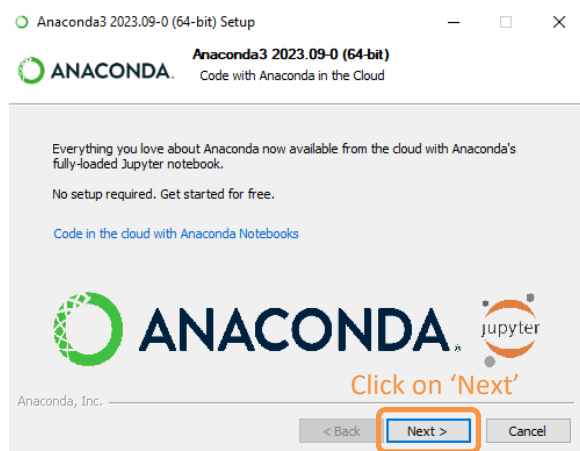 Anaconda3 2023.09-0 (64-bit) Setup
Anaconda3 2023.09-0 (64-bit)
Code with Anaconda in the Cloud
ANACONDA.
Everything you love about Anaconda now available from the cloud with Anaconda's
fully-loaded Jupyter notebook.
No setup required. Get started for free.
Code in the cloud with Anaconda Notebooks
ANACONDA.
jupyter
Click on ‘Next’
Anaconda, Inc.
< Back Next > Cancel